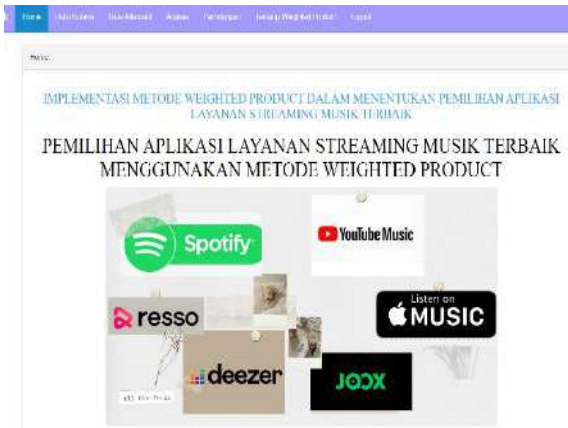 Home
Home
IMPLEMENTASI METODE WEIGHTED PRODUCT DALAM MENENTUKAN PEMILIHAN APLIKASI
LAYANAN STREAMING MUSIK TERBAIK
PEMILIHAN APLIKASI LAYANAN STREAMING MUSIK TERBAIK
MENGGUNAKAN METODE WEIGHTED PRODUCT
Spotify
YouTube Music
resso
Listen on
MUSIC
deezer
JOOX